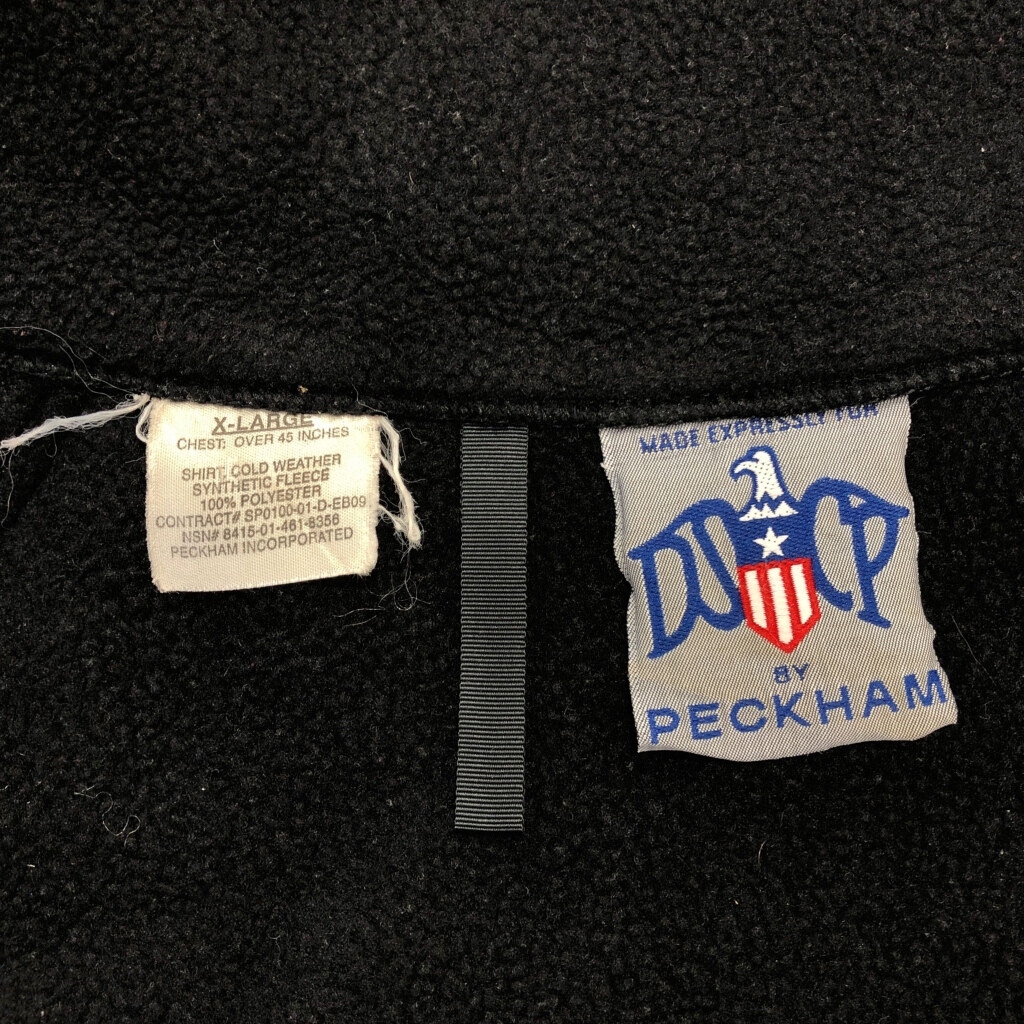 X-LARGE
CHEST: OVER 45 INCHES
SHIRT, COLD WEATHER
SYNTHETIC FLEECE
100% POLYESTER
CONTRACT# SP0100-01-D-EB09
NSN# 8415-01-461-8356
PECKHAM INCORPORATED
MADE EXPRESSLY FOR
DSCP
BY
PECKHAM